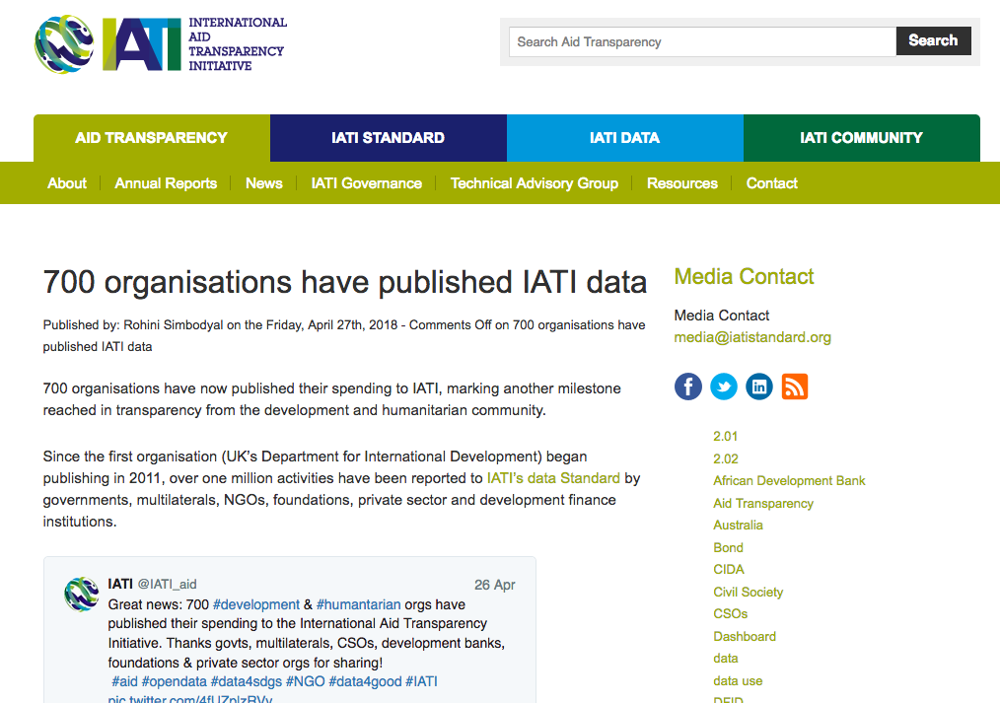 IATI
INTERNATIONAL
AID
TRANSPARENCY
INITIATIVE
Search Aid Transparency
Search
AID TRANSPARENCY
IATI STANDARD
IATI DATA
IATI COMMUNITY
About
Annual Reports
News
IATI Governance
Technical Advisory Group
Resources
Contact
700 organisations have published IATI data
Published by: Rohini Simbodyal on the Friday, April 27th, 2018 - Comments Off on 700 organisations have
published IATI data
700 organisations have now published their spending to IATI, marking another milestone
reached in transparency from the development and humanitarian community.
Since the first organisation (UK's Department for International Development) began
publishing in 2011, over one million activities have been reported to IATI's data Standard by
governments, multilaterals, NGOs, foundations, private sector and development finance
institutions.
IATI @IATI_aid
26 Apr
Great news: 700 #development & #humantarian orgs have
published their spending to the International Aid Transparency
Initiative. Thanks govts, multilaterals, CSOs, development banks,
foundations & private sector orgs for sharing!
#aid #opendata #data4sdgs #NGO #data4good #IATI
Media Contact
Media Contact
media@iatistandard.org
2.01
2.02
African Development Bank
Aid Transparency
Australia
Bond
CIDA
Civil Society
CSOs
Dashboard
data
data use
DFID